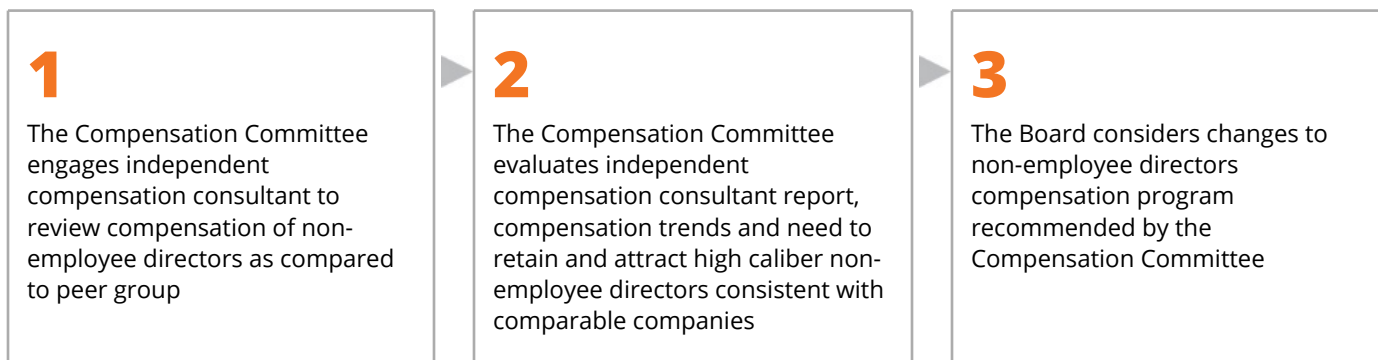 1
The Compensation Committee
engages independent
compensation consultant to
review compensation of non-
employee directors as compared
to peer group
2
The Compensation Committee
evaluates independent
compensation consultant report,
compensation trends and need to
retain and attract high caliber non-
employee directors consistent with
comparable companies
3
The Board considers changes to
non-employee directors
compensation program
recommended by the
Compensation Committee